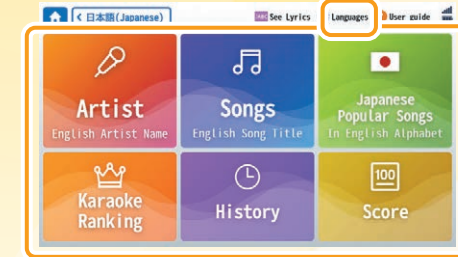 < 日本語(Japanese)
ABC See Lyrics
Languages
User guide
Artist
English Artist Name
Songs
English Song Title
Japanese
Popular Songs
In English Alphabet
Karaoke
Ranking
History
100
Score